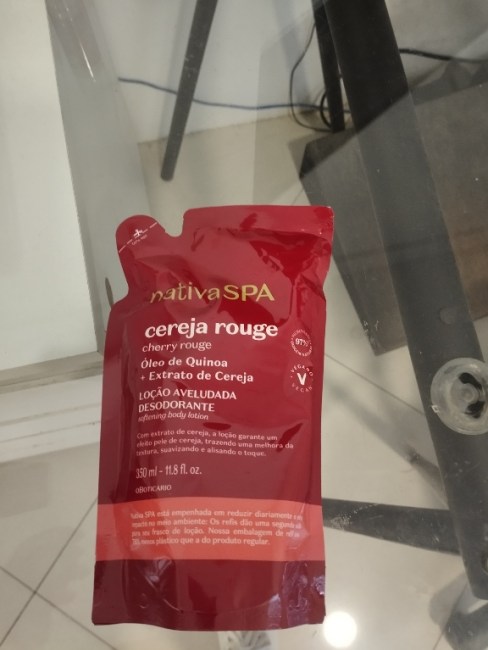 nativaSPA
cereja rouge
cherry rouge
Óleo de Quinoa
+ Extrato de Cereja
97%
VEGANO
V
LOÇÃO AVELUDADA
DESODORANTE
softening body lotion
Com extrato de cereja, a loção garante um
efeito pele de cereja, trazendo uma melhora da
textura, suavizando e alisando o toque.
350 ml - 11.8 fl. oz.
oBOTICÁRIO
Nativa SPA está empenhada em reduzir diariamente o
impacto no meio ambiente: Os refis dão uma segunda
ao frasco de loção. Nossa embalagem de refil
menos plástico que a do produto regular.